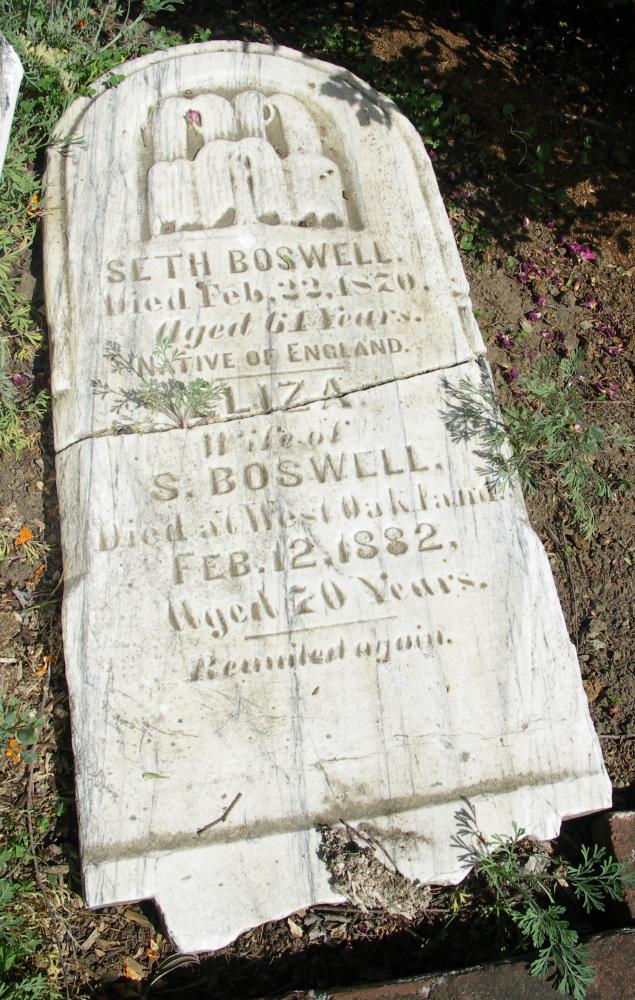 SETH BOSWELL.
Died Feb. 22, 1870.
Aged 61 Years.
NATIVE OF ENGLAND.
ELIZA.
Wife of
S. BOSWELL.
Died at West Oakland.
FEB. 12, 1882,
Aged 70 Years.
Reunited again.